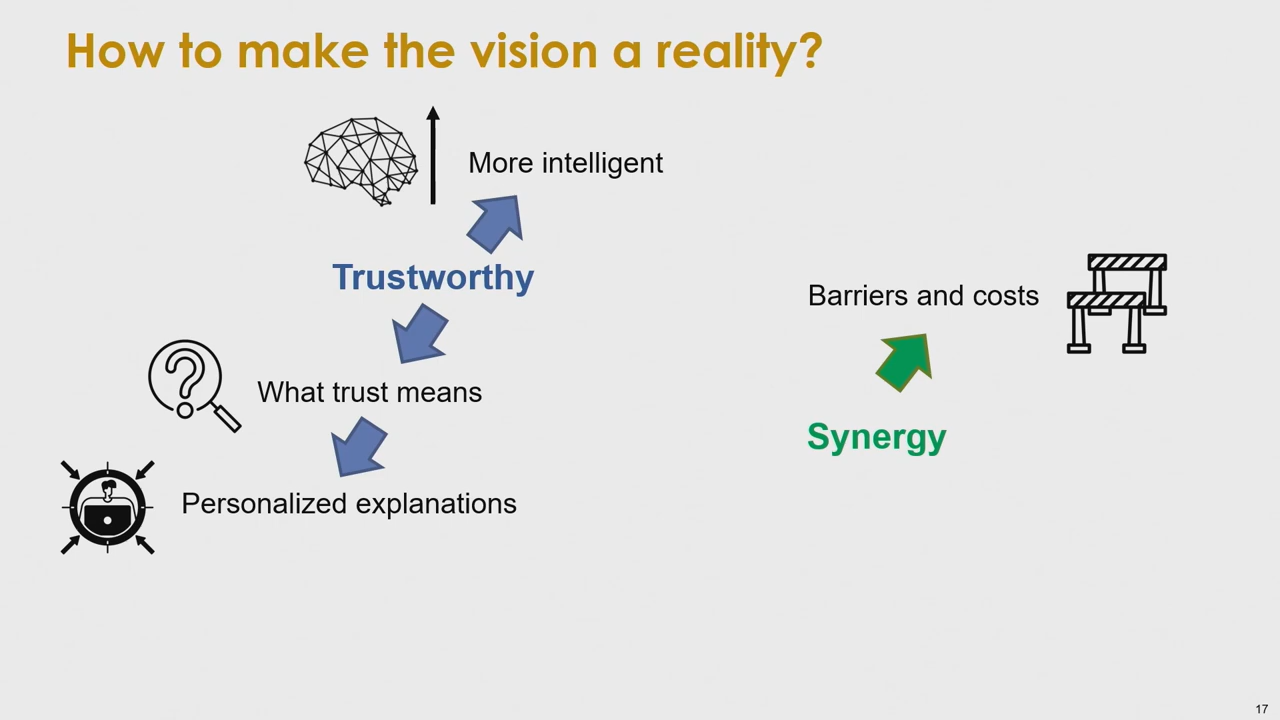 How to make the vision a reality?
More intelligent
Trustworthy
What trust means
Personalized explanations
Barriers and costs
Synergy
17